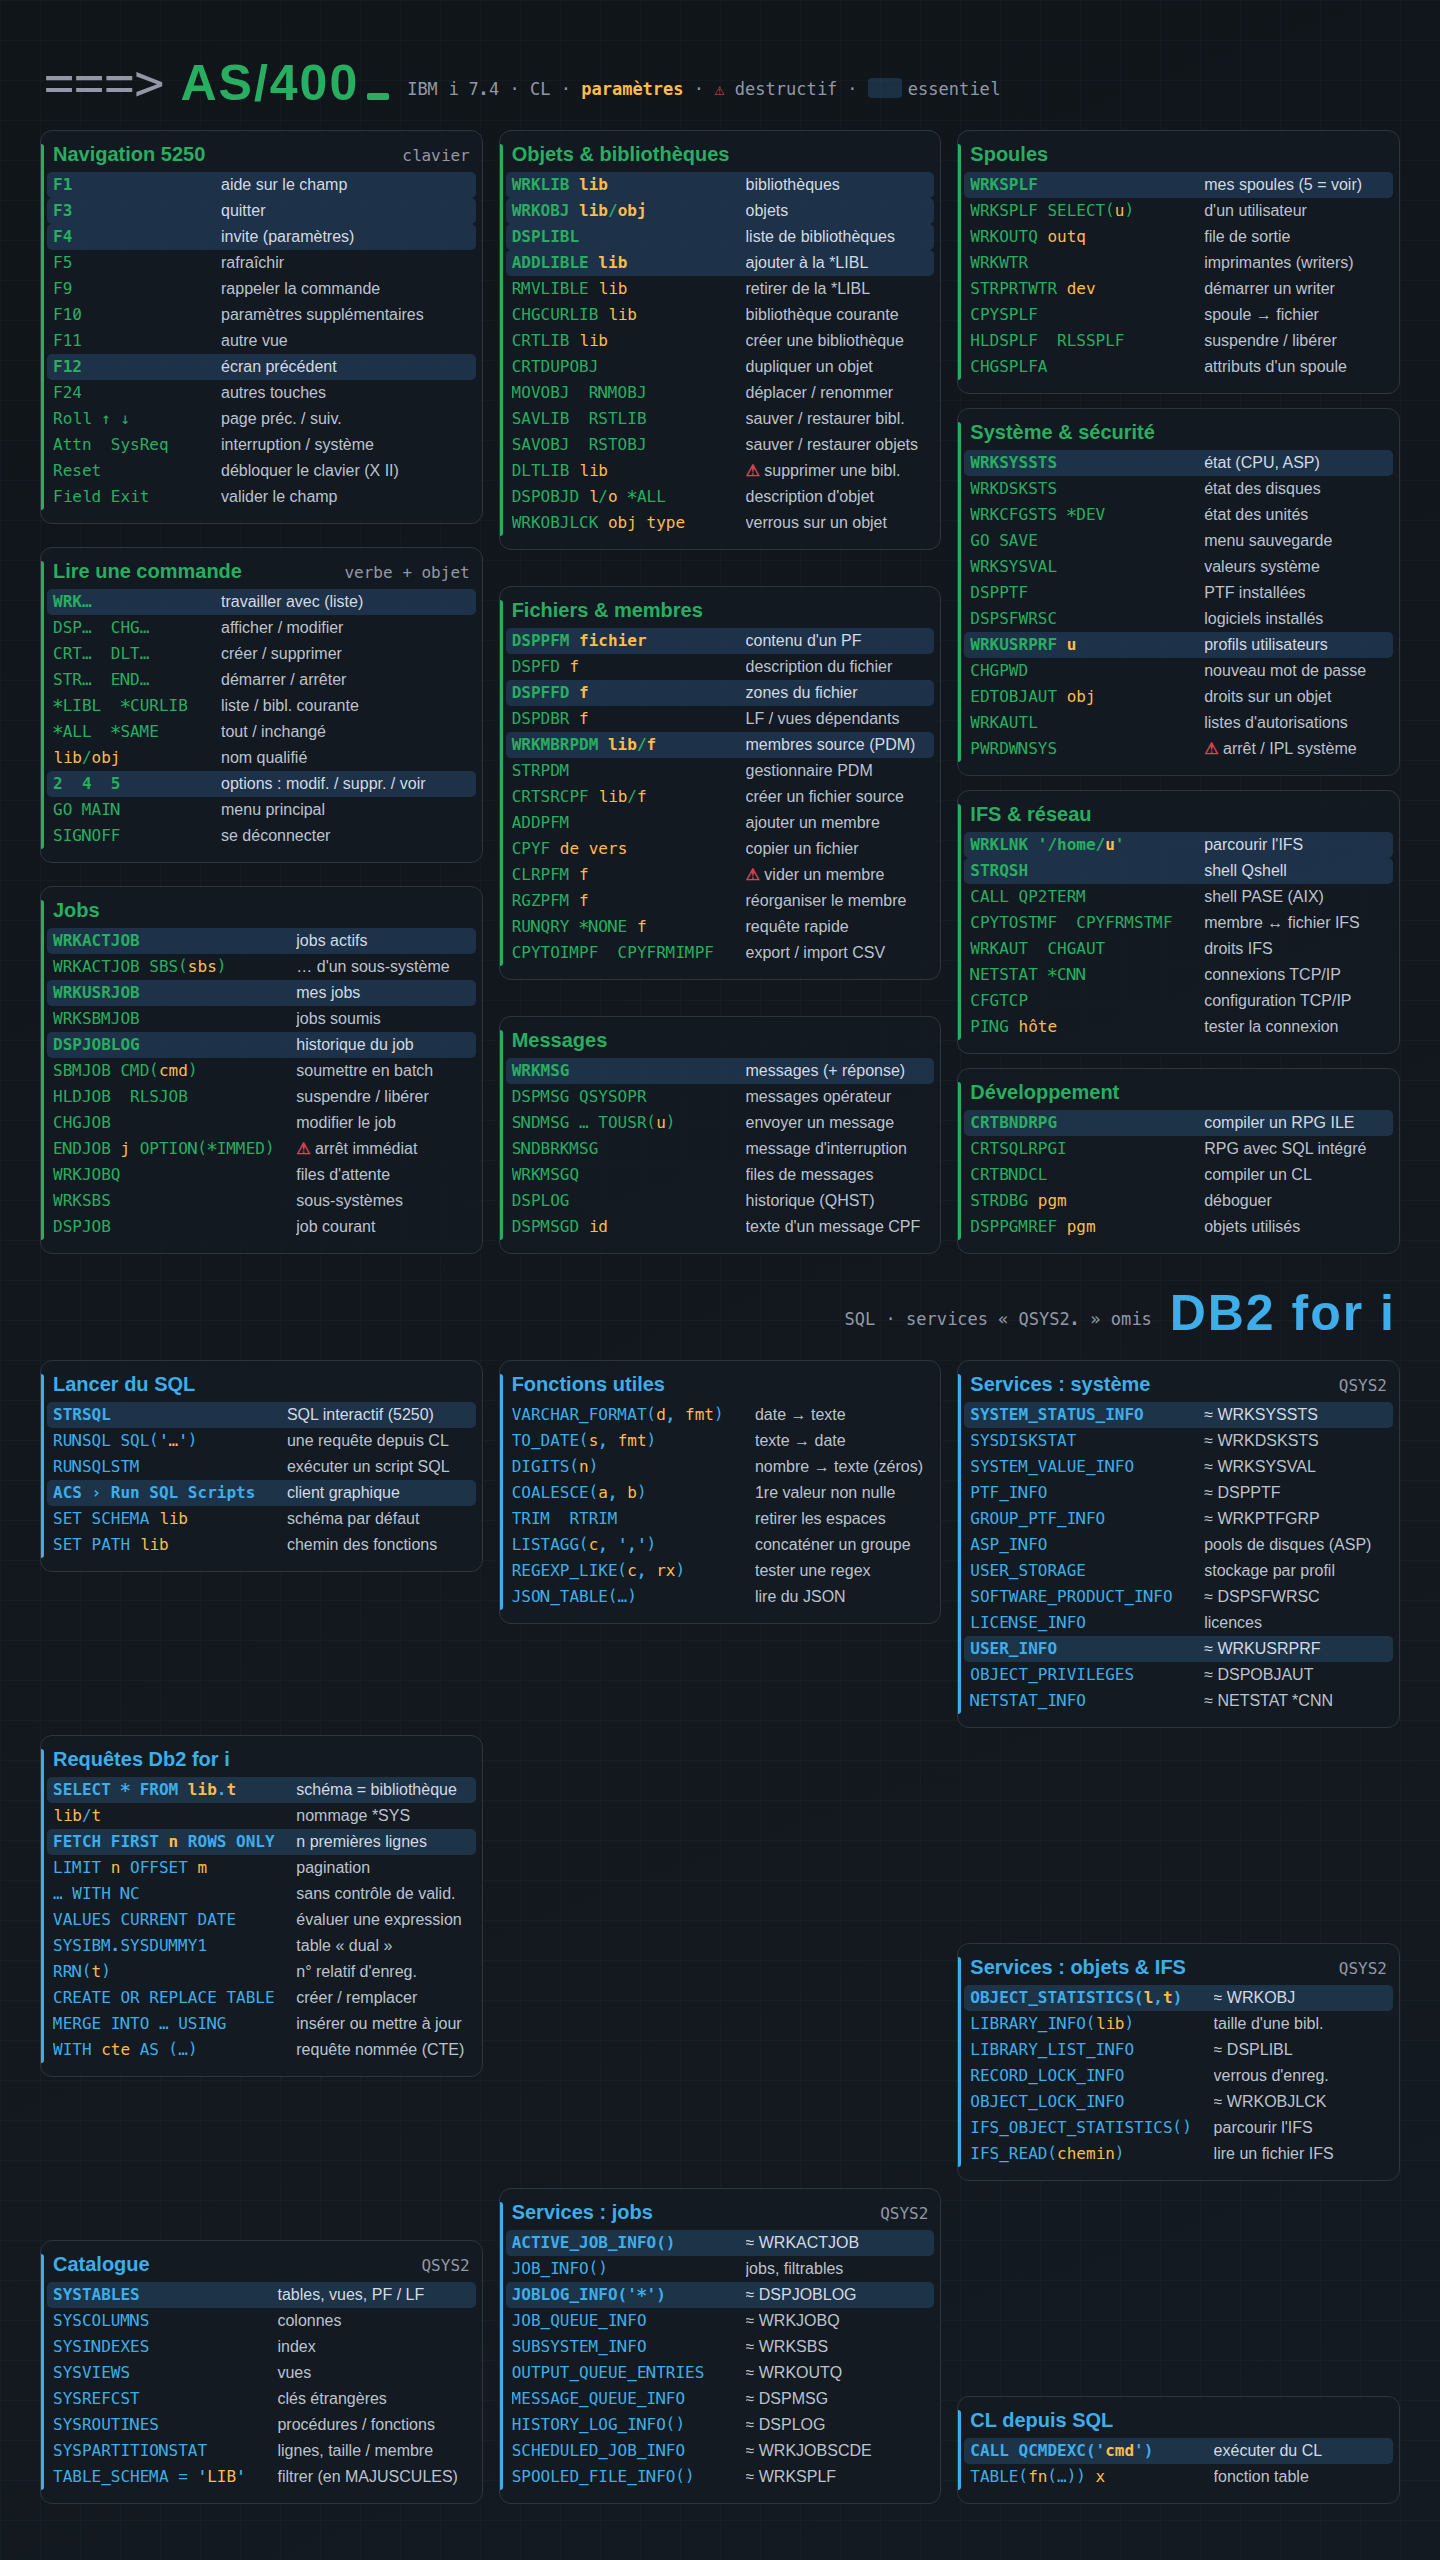 ===> AS/400_ IBM i 7.4 · CL · paramètres · ⚠ destructif · essentiel
Navigation 5250 clavier
F1 aide sur le champ
F3 quitter
F4 invite (paramètres)
F5 rafraîchir
F9 rappeler la commande
F10 paramètres supplémentaires
F11 autre vue
F12 écran précédent
F24 autres touches
Roll ↑ ↓ page préc. / suiv.
Attn SysReq interruption / système
Reset débloquer le clavier (X II)
Field Exit valider le champ
Lire une commande verbe + objet
WRK… travailler avec (liste)
DSP… CHG… afficher / modifier
CRT… DLT… créer / supprimer
STR… END… démarrer / arrêter
*LIBL *CURLIB liste / bibl. courante
*ALL *SAME tout / inchangé
lib/obj nom qualifié
2 4 5 options : modif. / suppr. / voir
GO MAIN menu principal
SIGNOFF se déconnecter
Jobs
WRKACTJOB jobs actifs
WRKACTJOB SBS(sbs) … d'un sous-système
WRKUSRJOB mes jobs
WRKSBMJOB jobs soumis
DSPJOBLOG historique du job
SBMJOB CMD(cmd) soumettre en batch
HLDJOB RLSJOB suspendre / libérer
CHGJOB modifier le job
ENDJOB j OPTION(*IMMED) ⚠ arrêt immédiat
WRKJOBQ files d'attente
WRKSBS sous-systèmes
DSPJOB job courant
Objets & bibliothèques
WRKLIB lib bibliothèques
WRKOBJ lib/obj objets
DSPLIBL liste de bibliothèques
ADDLIBLE lib ajouter à la *LIBL
RMVLIBLE lib retirer de la *LIBL
CHGCURLIB lib bibliothèque courante
CRTLIB lib créer une bibliothèque
CRTDUPOBJ dupliquer un objet
MOVOBJ RNMOBJ déplacer / renommer
SAVLIB RSTLIB sauver / restaurer bibl.
SAVOBJ RSTOBJ sauver / restaurer objets
DLTLIB lib ⚠ supprimer une bibl.
DSPOBJD l/o *ALL description d'objet
WRKOBJLCK obj type verrous sur un objet
Fichiers & membres
DSPPFM fichier contenu d'un PF
DSPFD f description du fichier
DSPFFD f zones du fichier
DSPDBR f LF / vues dépendants
WRKMBRPDM lib/f membres source (PDM)
STRPDM gestionnaire PDM
CRTSRCPF lib/f créer un fichier source
ADDPFM ajouter un membre
CPYF de vers copier un fichier
CLRPFM f ⚠ vider un membre
RGZPFM f réorganiser le membre
RUNQRY *NONE f requête rapide
CPYTOIMPF CPYFRMIMPF export / import CSV
Messages
WRKMSG messages (+ réponse)
DSPMSG QSYSOPR messages opérateur
SNDMSG … TOUSR(u) envoyer un message
SNDBRKMSG message d'interruption
WRKMSGQ files de messages
DSPLOG historique (QHST)
DSPMSGD id texte d'un message CPF
Spoules
WRKSPLF mes spoules (5 = voir)
WRKSPLF SELECT(u) d'un utilisateur
WRKOUTQ outq file de sortie
WRKWTR imprimantes (writers)
STRPRTWTR dev démarrer un writer
CPYSPLF spoule → fichier
HLDSPLF RLSSPLF suspendre / libérer
CHGSPLFA attributs d'un spoule
Système & sécurité
WRKSYSSTS état (CPU, ASP)
WRKDSKSTS état des disques
WRKCFGSTS *DEV état des unités
GO SAVE menu sauvegarde
WRKSYSVAL valeurs système
DSPPTF PTF installées
DSPSFWRSC logiciels installés
WRKUSRPRF u profils utilisateurs
CHGPWD nouveau mot de passe
EDTOBJAUT obj droits sur un objet
WRKAUTL listes d'autorisations
PWRDWNSYS ⚠ arrêt / IPL système
IFS & réseau
WRKLNK '/home/u' parcourir l'IFS
STRQSH shell Qshell
CALL QP2TERM shell PASE (AIX)
CPYTOSTMF CPYFRMSTMF membre ↔ fichier IFS
WRKAUT CHGAUT droits IFS
NETSTAT *CNN connexions TCP/IP
CFGTCP configuration TCP/IP
PING hôte tester la connexion
Développement
CRTBNDRPG compiler un RPG ILE
CRTSQLRPGI RPG avec SQL intégré
CRTBNDCL compiler un CL
STRDBG pgm déboguer
DSPPGMREF pgm objets utilisés
SQL · services « QSYS2. » omis DB2 for i
Lancer du SQL
STRSQL SQL interactif (5250)
RUNSQL SQL('…') une requête depuis CL
RUNSQLSTM exécuter un script SQL
ACS › Run SQL Scripts client graphique
SET SCHEMA lib schéma par défaut
SET PATH lib chemin des fonctions
Requêtes Db2 for i
SELECT * FROM lib.t schéma = bibliothèque
lib/t nommage *SYS
FETCH FIRST n ROWS ONLY n premières lignes
LIMIT n OFFSET m pagination
… WITH NC sans contrôle de valid.
VALUES CURRENT DATE évaluer une expression
SYSIBM.SYSDUMMY1 table « dual »
RRN(t) n° relatif d'enreg.
CREATE OR REPLACE TABLE créer / remplacer
MERGE INTO … USING insérer ou mettre à jour
WITH cte AS (…) requête nommée (CTE)
Catalogue QSYS2
SYSTABLES tables, vues, PF / LF
SYSCOLUMNS colonnes
SYSINDEXES index
SYSVIEWS vues
SYSREFCST clés étrangères
SYSROUTINES procédures / fonctions
SYSPARTITIONSTAT lignes, taille / membre
TABLE_SCHEMA = 'LIB' filtrer (en MAJUSCULES)
Fonctions utiles
VARCHAR_FORMAT(d, fmt) date → texte
TO_DATE(s, fmt) texte → date
DIGITS(n) nombre → texte (zéros)
COALESCE(a, b) 1re valeur non nulle
TRIM RTRIM retirer les espaces
LISTAGG(c, ',') concaténer un groupe
REGEXP_LIKE(c, rx) tester une regex
JSON_TABLE(…) lire du JSON
Services : jobs QSYS2
ACTIVE_JOB_INFO() ≈ WRKACTJOB
JOB_INFO() jobs, filtrables
JOBLOG_INFO('*') ≈ DSPJOBLOG
JOB_QUEUE_INFO ≈ WRKJOBQ
SUBSYSTEM_INFO ≈ WRKSBS
OUTPUT_QUEUE_ENTRIES ≈ WRKOUTQ
MESSAGE_QUEUE_INFO ≈ DSPMSG
HISTORY_LOG_INFO() ≈ DSPLOG
SCHEDULED_JOB_INFO ≈ WRKJOBSCDE
SPOOLED_FILE_INFO() ≈ WRKSPLF
Services : système QSYS2
SYSTEM_STATUS_INFO ≈ WRKSYSSTS
SYSDISKSTAT ≈ WRKDSKSTS
SYSTEM_VALUE_INFO ≈ WRKSYSVAL
PTF_INFO ≈ DSPPTF
GROUP_PTF_INFO ≈ WRKPTFGRP
ASP_INFO pools de disques (ASP)
USER_STORAGE stockage par profil
SOFTWARE_PRODUCT_INFO ≈ DSPSFWRSC
LICENSE_INFO licences
USER_INFO ≈ WRKUSRPRF
OBJECT_PRIVILEGES ≈ DSPOBJAUT
NETSTAT_INFO ≈ NETSTAT *CNN
Services : objets & IFS QSYS2
OBJECT_STATISTICS(l,t) ≈ WRKOBJ
LIBRARY_INFO(lib) taille d'une bibl.
LIBRARY_LIST_INFO ≈ DSPLIBL
RECORD_LOCK_INFO verrous d'enreg.
OBJECT_LOCK_INFO ≈ WRKOBJLCK
IFS_OBJECT_STATISTICS() parcourir l'IFS
IFS_READ(chemin) lire un fichier IFS
CL depuis SQL
CALL QCMDEXC('cmd') exécuter du CL
TABLE(fn(…)) x fonction table